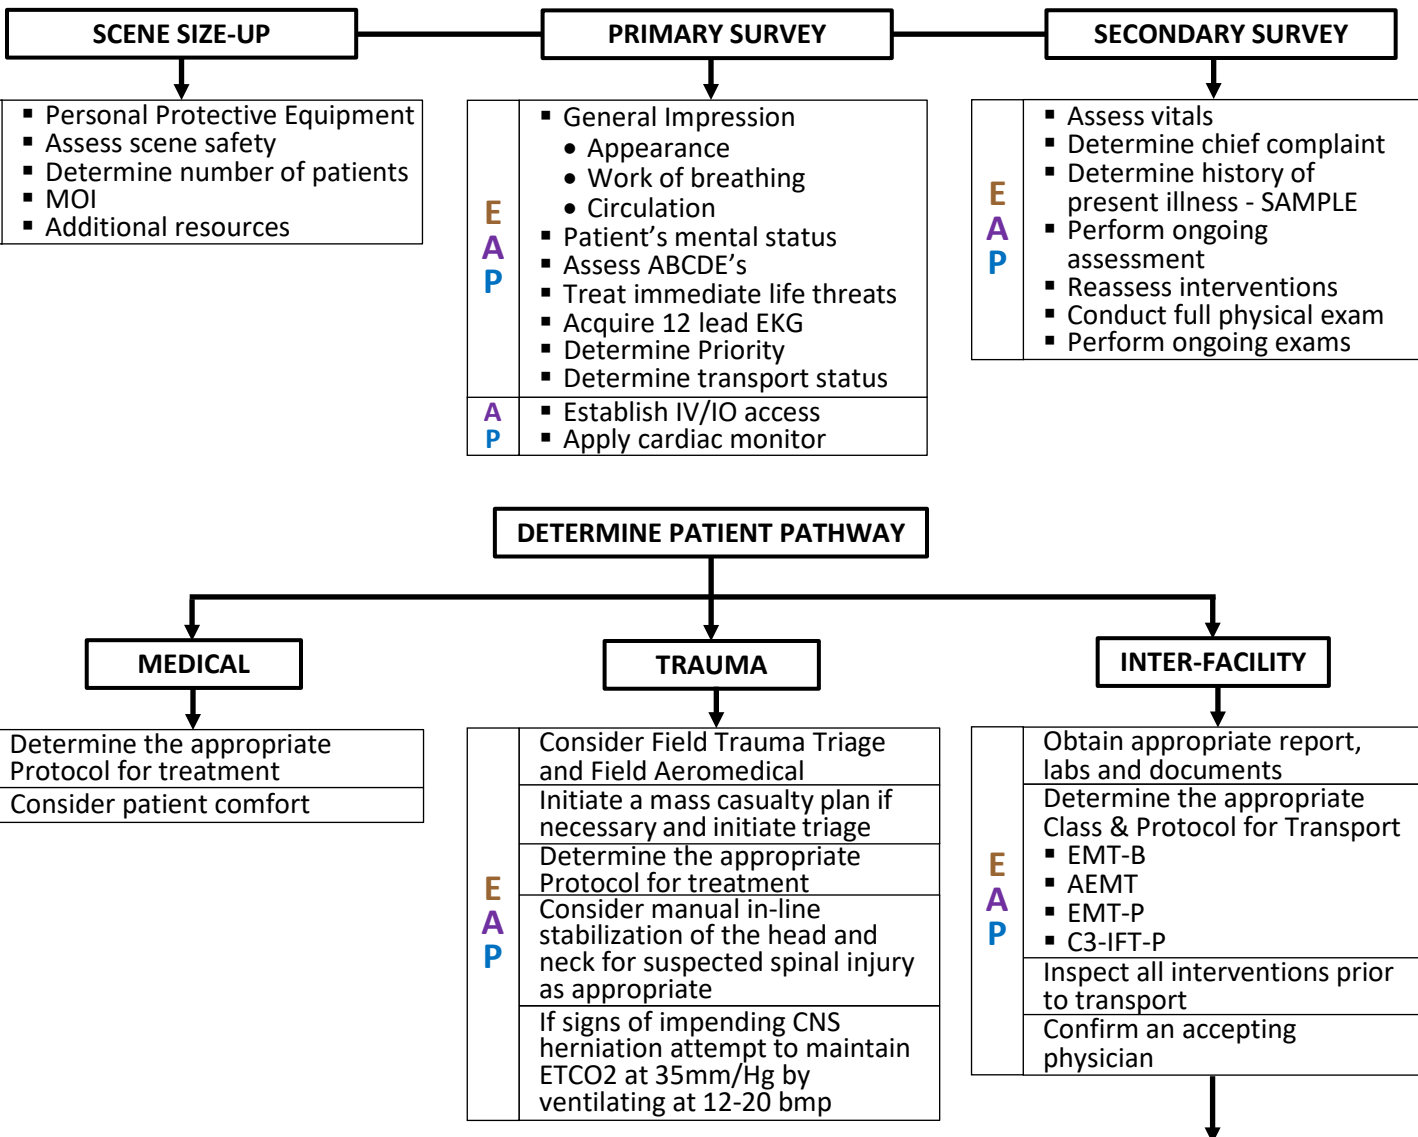 SCENE SIZE-UP
PRIMARY SURVEY
SECONDARY SURVEY
▪ Personal Protective Equipment
▪ Assess scene safety
▪ Determine number of patients
▪ MOI
▪ Additional resources
E
A
P
▪ General Impression
• Appearance
• Work of breathing
• Circulation
▪ Patient's mental status
▪ Assess ABCDE's
▪ Treat immediate life threats
▪ Acquire 12 lead EKG
▪ Determine Priority
▪ Determine transport status
A
P
▪ Establish IV/IO access
▪ Apply cardiac monitor
E
A
P
▪ Assess vitals
▪ Determine chief complaint
▪ Determine history of
present illness - SAMPLE
▪ Perform ongoing
assessment
▪ Reassess interventions
▪ Conduct full physical exam
▪ Perform ongoing exams
DETERMINE PATIENT PATHWAY
MEDICAL
TRAUMA
INTER-FACILITY
Determine the appropriate
Protocol for treatment
Consider patient comfort
E
A
P
Consider Field Trauma Triage
and Field Aeromedical
Initiate a mass casualty plan if
necessary and initiate triage
Determine the appropriate
Protocol for treatment
Consider manual in-line
stabilization of the head and
neck for suspected spinal injury
as appropriate
If signs of impending CNS
herniation attempt to maintain
ETCO2 at 35mm/Hg by
ventilating at 12-20 bmp
E
A
P
Obtain appropriate report,
labs and documents
Determine the appropriate
Class & Protocol for Transport
▪ EMT-B
▪ AEMT
▪ EMT-P
▪ C3-IFT-P
Inspect all interventions prior
to transport
Confirm an accepting
physician